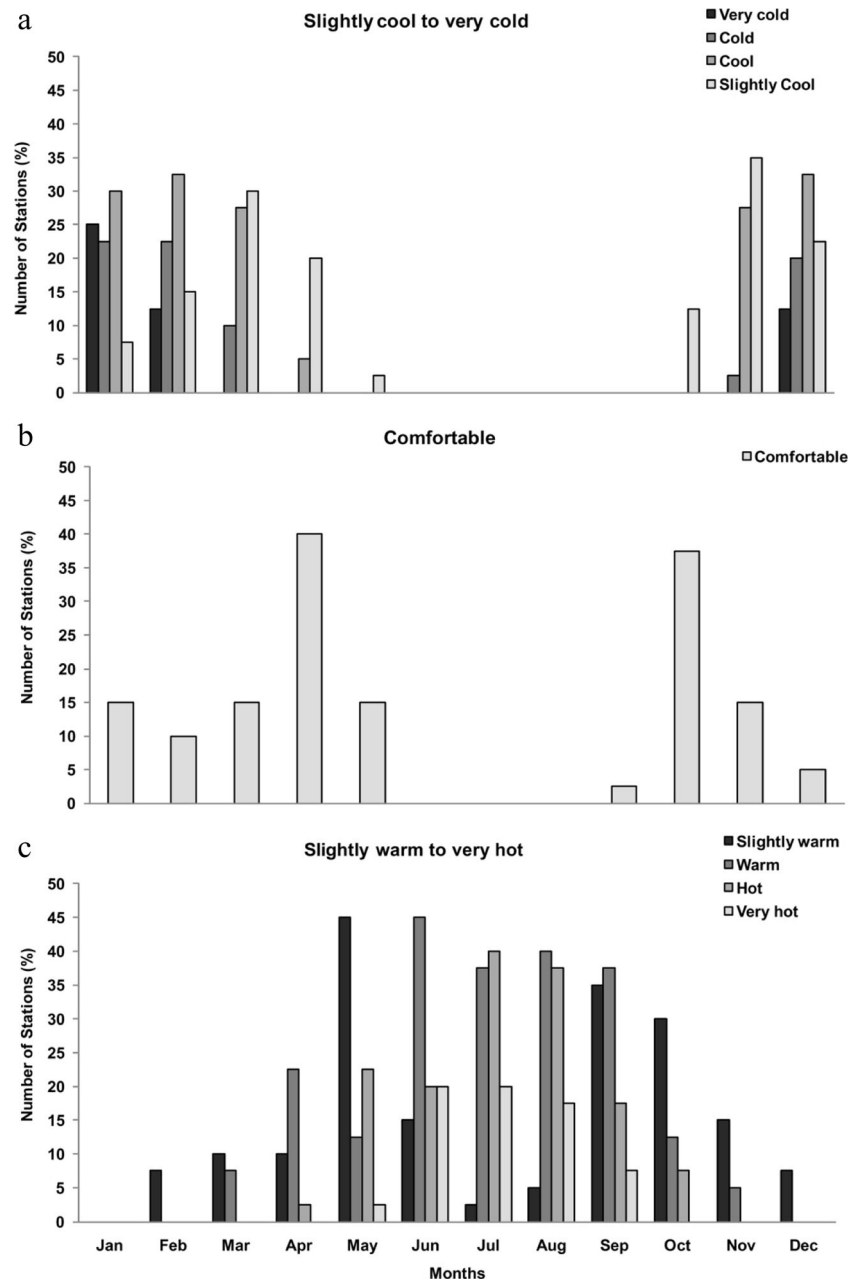 a
Slightly cool to very cold
Very cold
Cold
Cool
Slightly Cool
Number of Stations (%)
50
45
40
35
30
25
20
15
10
5
0
b
Comfortable
Comfortable
Number of Stations (%)
50
45
40
35
30
25
20
15
10
5
0
c
Slightly warm to very hot
Slightly warm
Warm
Hot
Very hot
Number of Stations (%)
50
45
40
35
30
25
20
15
10
5
0
Jan Feb Mar Apr May Jun Jul Aug Sep Oct Nov Dec
Months